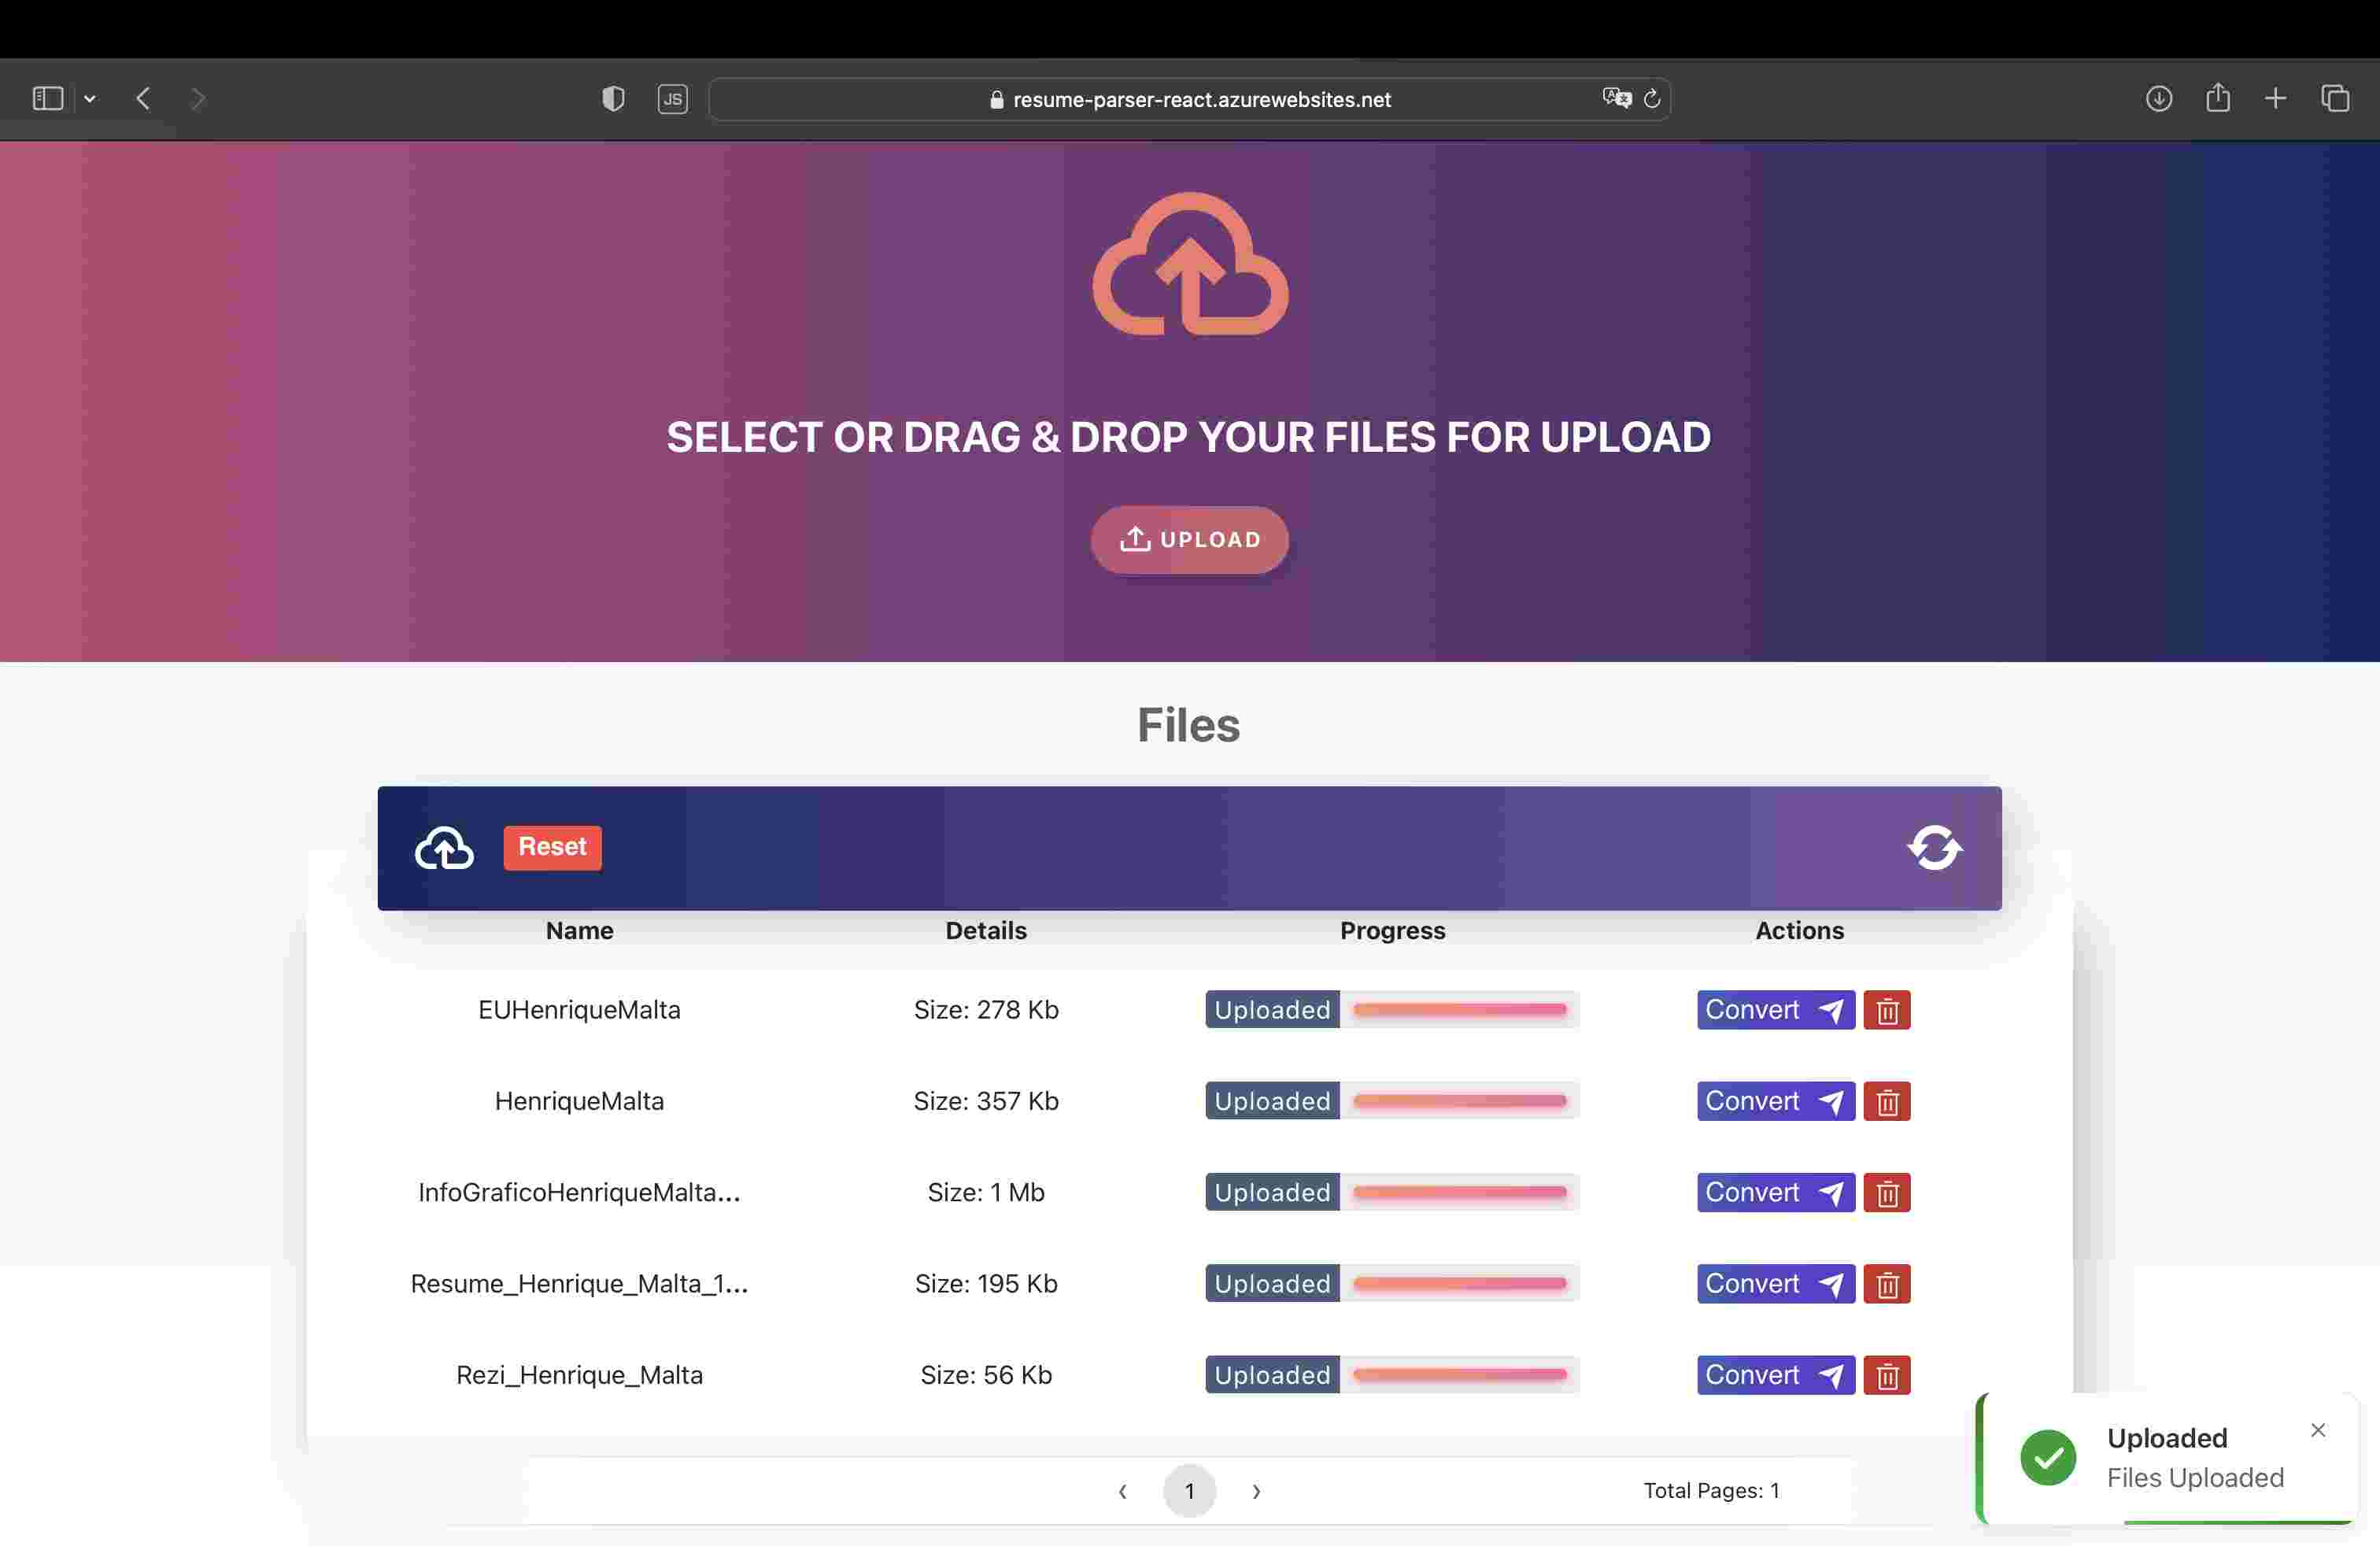 JS
resume-parser-react.azurewebsites.net
SELECT OR DRAG & DROP YOUR FILES FOR UPLOAD
UPLOAD
Files
Reset
Name Details Progress Actions
EUHenriqueMalta Size: 278 Kb Uploaded Convert
HenriqueMalta Size: 357 Kb Uploaded Convert
InfoGraficoHenriqueMalta... Size: 1 Mb Uploaded Convert
Resume_Henrique_Malta_1... Size: 195 Kb Uploaded Convert
Rezi_Henrique_Malta Size: 56 Kb Uploaded Convert
Uploaded
Files Uploaded
‹ 1 › Total Pages: 1